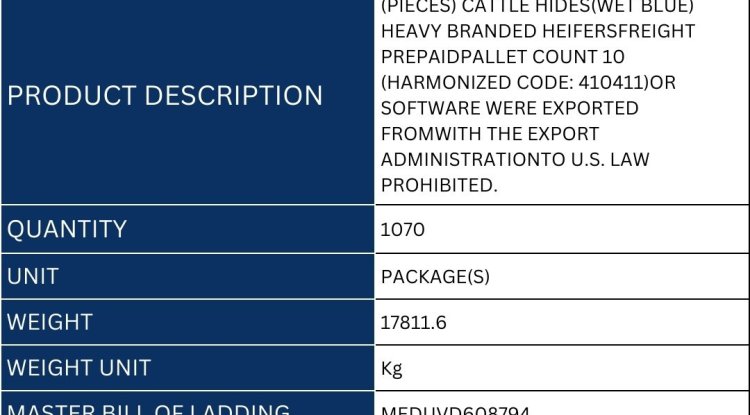 (PIECES) CATTLE HIDES(WET BLUE)
HEAVY BRANDED HEIFERSFREIGHT
PREPAIDPALLET COUNT 10
(HARMONIZED CODE: 410411)OR
SOFTWARE WERE EXPORTED
FROMWITH THE EXPORT
ADMINISTRATIONTO U.S. LAW
PROHIBITED.
PRODUCT DESCRIPTION
QUANTITY
1070
UNIT
PACKAGE(S)
WEIGHT
17811.6
WEIGHT UNIT
Kg
MASTER BILL OF LADDING
MEDUVD608794